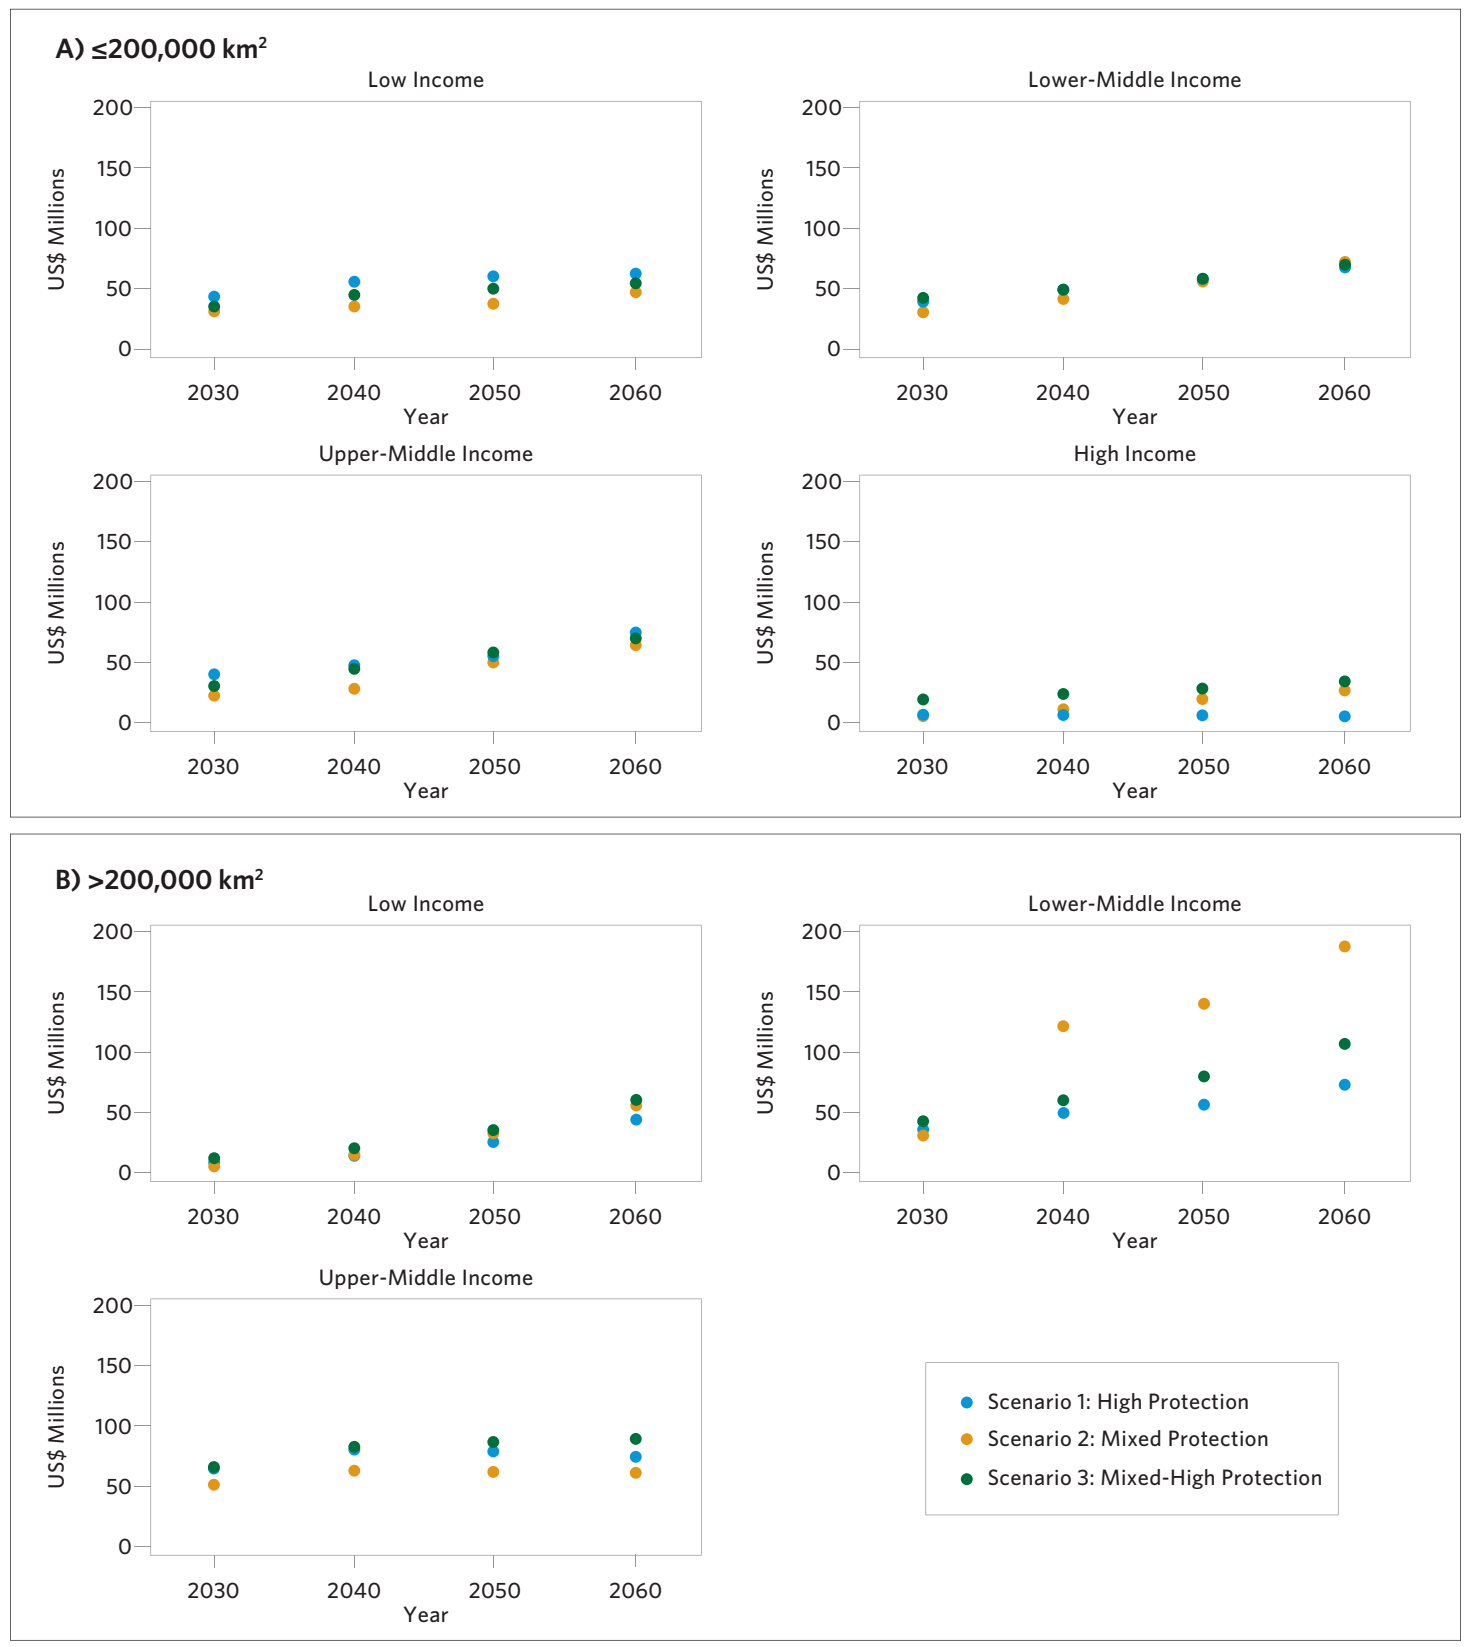 A) ≤200,000 km²
Low Income
Lower-Middle Income
US$ Millions
200
150
100
50
0
2030 2040 2050 2060
Year
US$ Millions
200
150
100
50
0
2030 2040 2050 2060
Year
Upper-Middle Income
High Income
US$ Millions
200
150
100
50
0
2030 2040 2050 2060
Year
US$ Millions
200
150
100
50
0
2030 2040 2050 2060
Year
B) >200,000 km²
Low Income
Lower-Middle Income
US$ Millions
200
150
100
50
0
2030 2040 2050 2060
Year
US$ Millions
200
150
100
50
0
2030 2040 2050 2060
Year
Upper-Middle Income
US$ Millions
200
150
100
50
0
2030 2040 2050 2060
Year
Scenario 1: High Protection
Scenario 2: Mixed Protection
Scenario 3: Mixed-High Protection